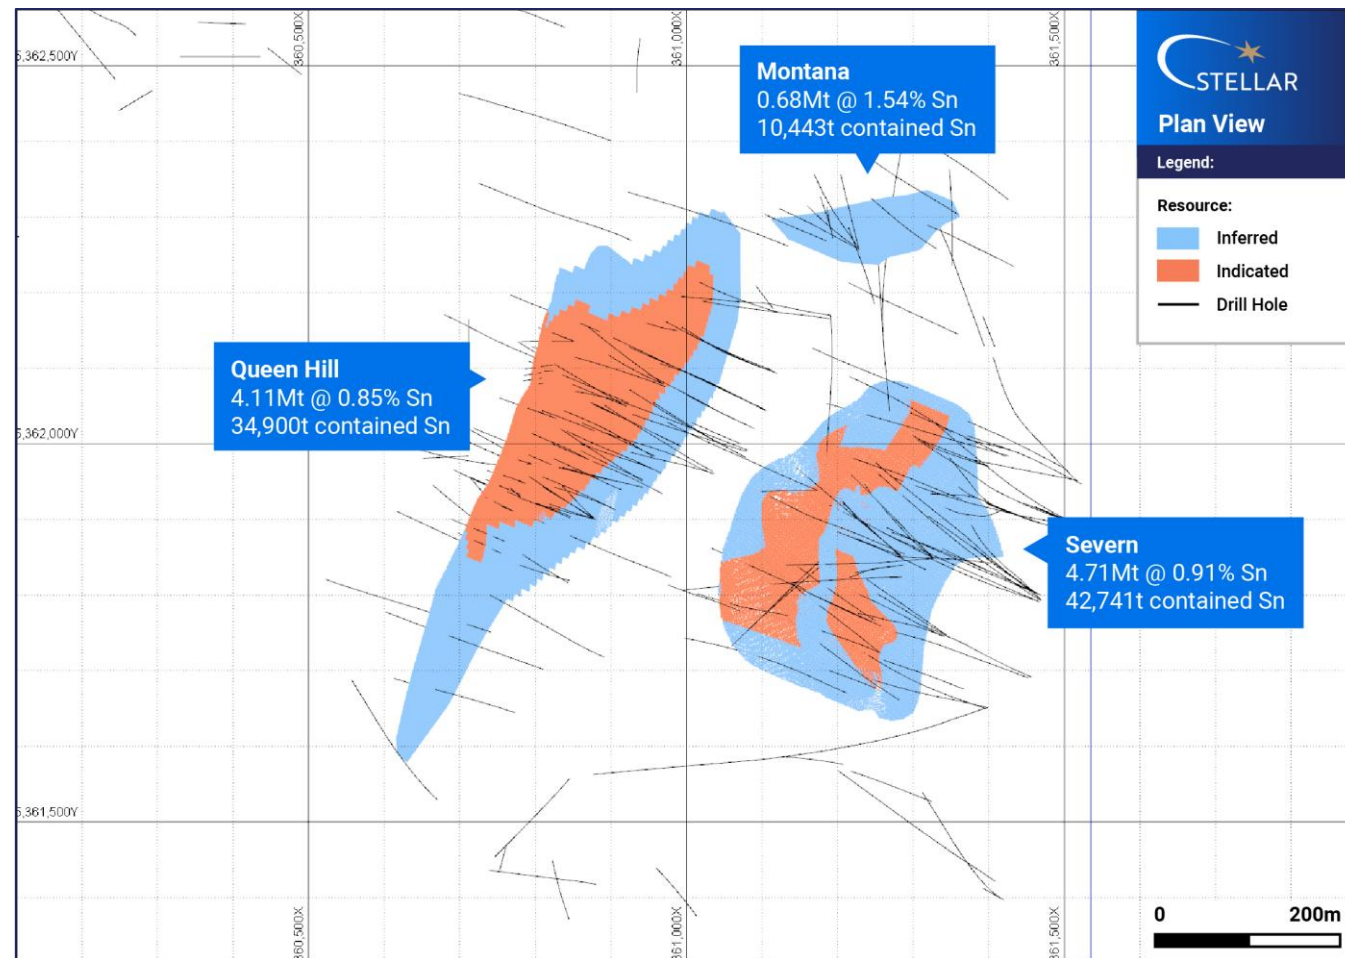 360,500X
361,000X
361,500X
5,362,500Y
Montana
0.68Mt @ 1.54% Sn
10,443t contained Sn
STELLAR
Plan View
Legend:
Resource:
Inferred
Indicated
Drill Hole
Queen Hill
4.11Mt @ 0.85% Sn
34,900t contained Sn
5,362,000Y
Severn
4.71Mt @ 0.91% Sn
42,741t contained Sn
5,361,500Y
360,500X
361,000X
361,500X
0 200m